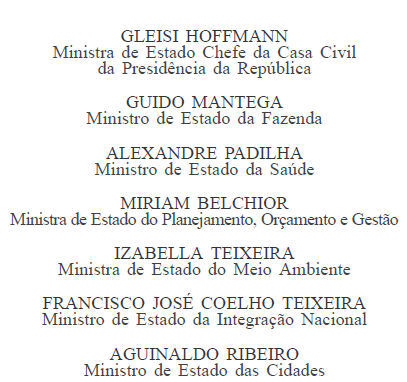 GLEISI HOFFMANN
Ministra de Estado Chefe da Casa Civil
da Presidência da República
GUIDO MANTEGA
Ministro de Estado da Fazenda
ALEXANDRE PADILHA
Ministro de Estado da Saúde
MIRIAM BELCHIOR
Ministra de Estado do Planejamento, Orçamento e Gestão
IZABELLA TEIXEIRA
Ministra de Estado do Meio Ambiente
FRANCISCO JOSÉ COELHO TEIXEIRA
Ministro de Estado da Integração Nacional
AGUINALDO RIBEIRO
Ministro de Estado das Cidades